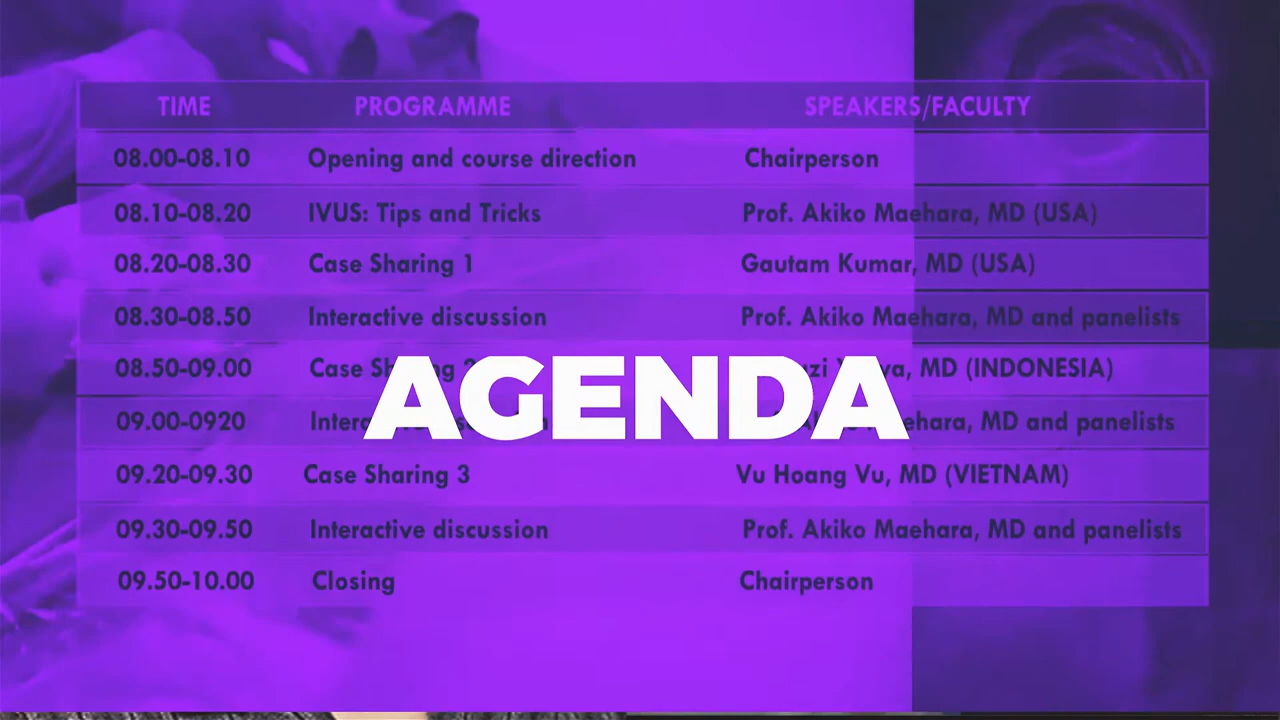 TIME PROGRAMME SPEAKERS/FACULTY
08.00-08.10 Opening and course direction Chairperson
08.10-08.20 IVUS: Tips and Tricks Prof. Akiko Maehara, MD (USA)
08.20-08.30 Case Sharing 1 Gautam Kumar, MD (USA)
08.30-08.50 Interactive discussion Prof. Akiko Maehara, MD and panelists
08.50-09.00 Case MD (INDONESIA)
AGENDA
09.00-0920 MD and panelists
09.20-09.30 Case Sharing 3 Vu Hoang Vu, MD (VIETNAM)
09.30-09.50 Interactive discussion Prof. Akiko Maehara, MD and panelists
09.50-10.00 Closing Chairperson